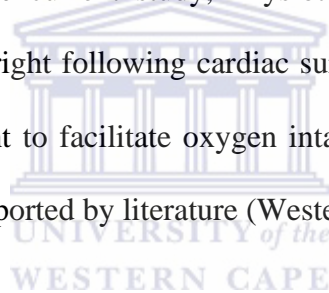 right following cardiac su
t to facilitate oxygen inta
ported by literature (Weste
UNIVERSITY of the
WESTERN CAPE